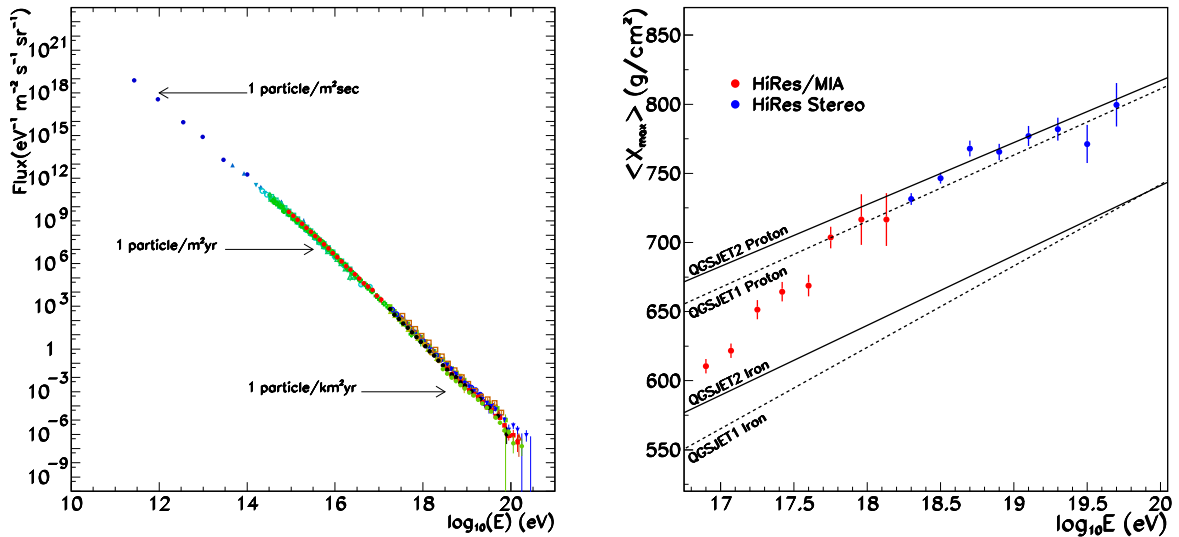 Flux(eV⁻¹ m⁻² s⁻¹ sr⁻¹)
10²¹
10¹⁸
10¹⁵
10¹²
10⁹
10⁶
10³
1
10⁻³
10⁻⁶
10⁻⁹
1 particle/m²sec
1 particle/m²yr
1 particle/km²yr
10 12 14 16 18 20
log₁₀(E) (eV)
<X_max> (g/cm²)
850
800
750
700
650
600
550
HiRes/MIA
HiRes Stereo
QGSJET2 Proton
QGSJET1 Proton
QGSJET2 Iron
QGSJET1 Iron
17 17.5 18 18.5 19 19.5 20
log₁₀E (eV)